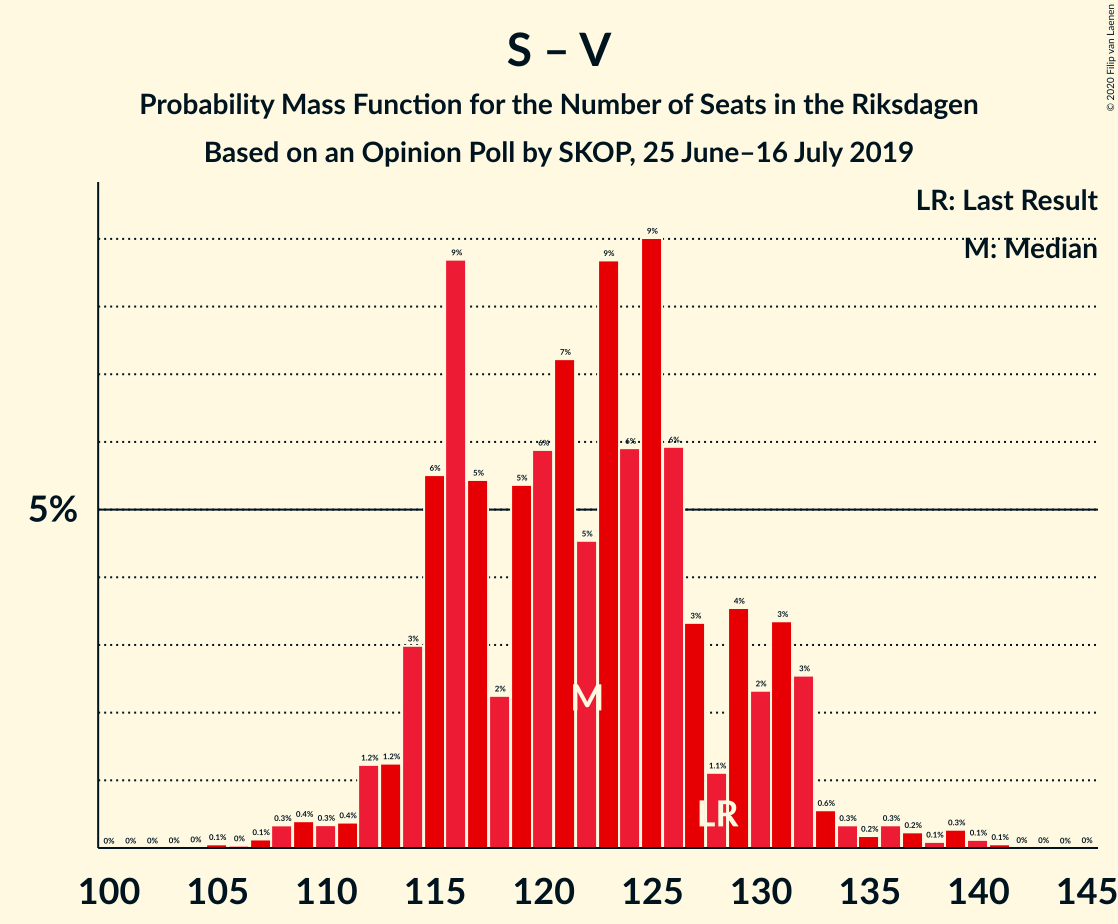 S – V
Probability Mass Function for the Number of Seats in the Riksdagen
Based on an Opinion Poll by SKOP, 25 June–16 July 2019
© 2020 Filip van Laenen
LR: Last Result
M: Median
5%
0% 0% 0% 0% 0% 0.1% 0% 0.1% 0.3% 0.4% 0.3% 0.4% 1.2% 1.2% 3% 6% 9% 5% 2% 5% 6% 7% 5% 9% 6% 9% 6% 3% 1.1% 4% 2% 3% 3% 0.6% 0.3% 0.2% 0.3% 0.2% 0.1% 0.3% 0.1% 0.1% 0% 0% 0% 0%
M
LR
100 105 110 115 120 125 130 135 140 145